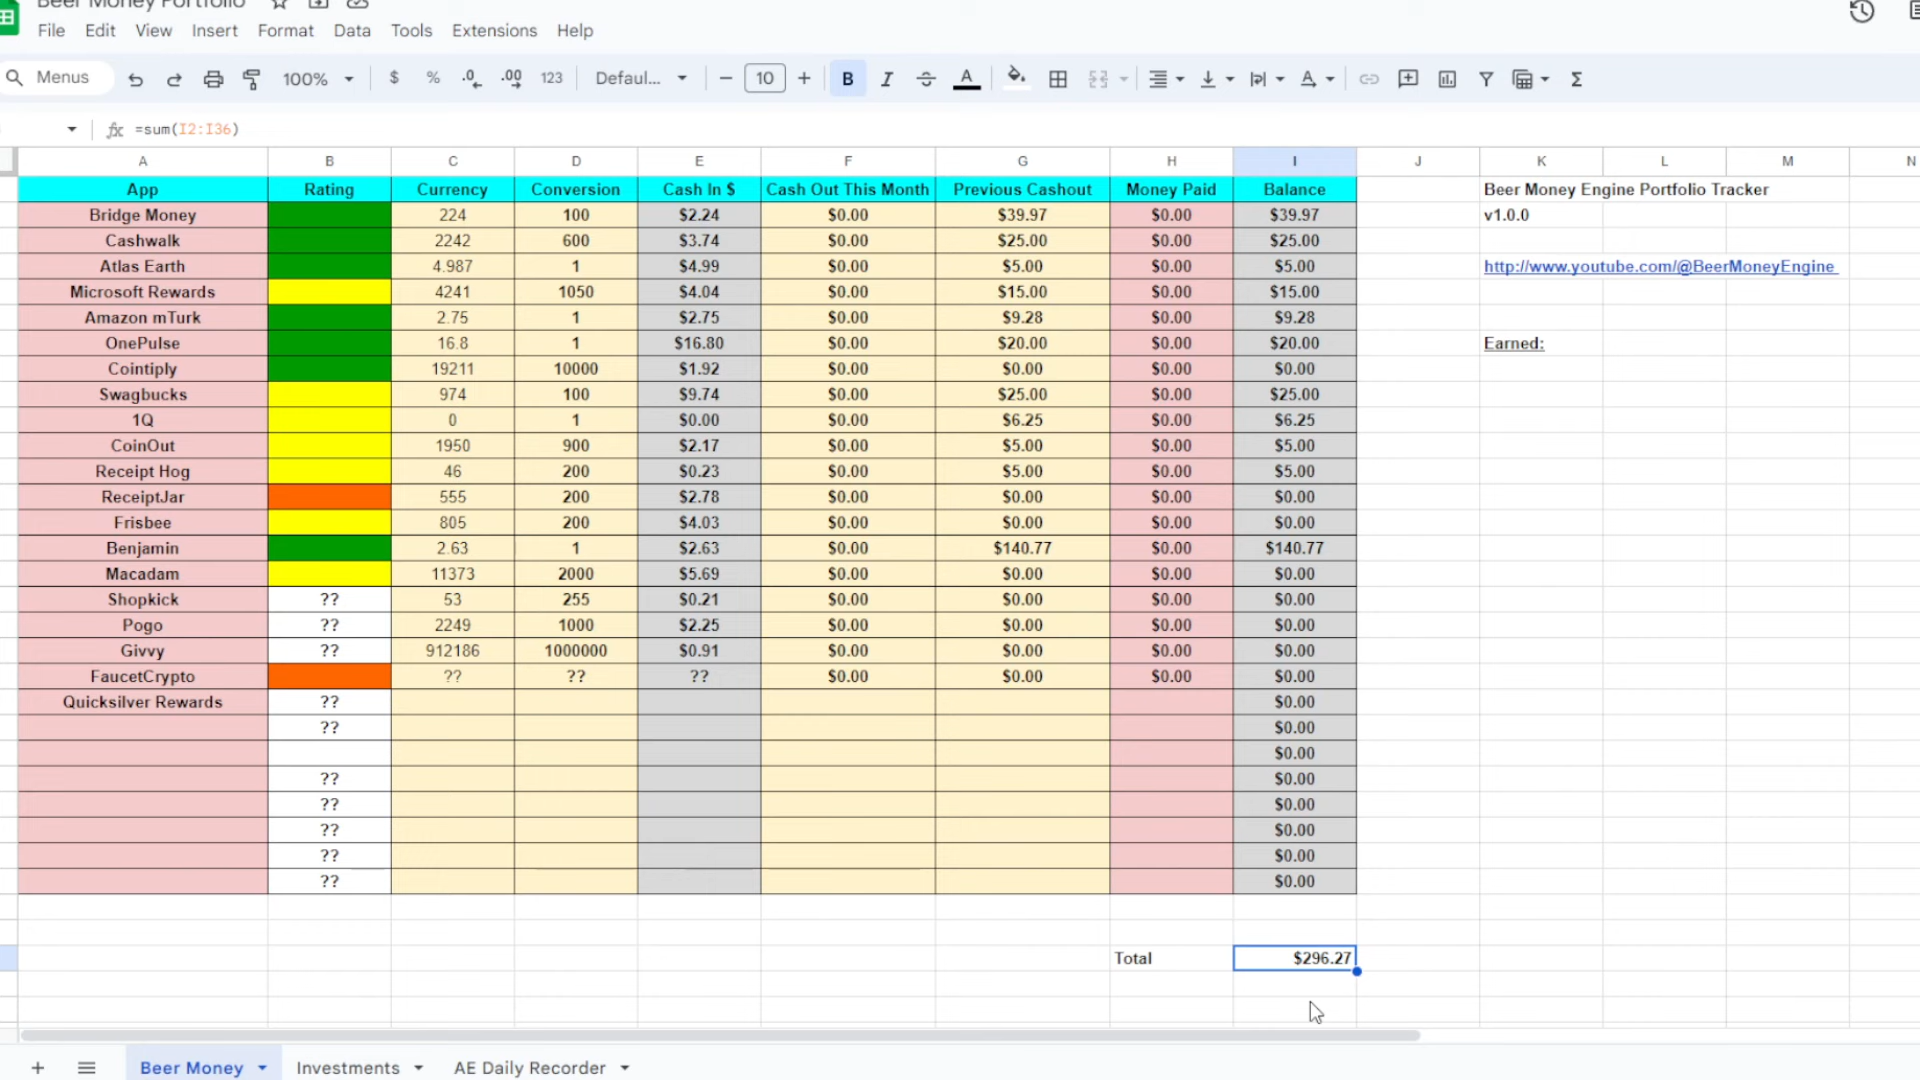 Beer Money Portfolio
File Edit View Insert Format Data Tools Extensions Help
Menus 100% $ % .0 .00 123 Defaul... 10 B I A
=sum(I2:I36)
A B C D E F G H I J K L M N
App Rating Currency Conversion Cash In $ Cash Out This Month Previous Cashout Money Paid Balance Beer Money Engine Portfolio Tracker
Bridge Money 224 100 $2.24 $0.00 $39.97 $0.00 $39.97 v1.0.0
Cashwalk 2242 600 $3.74 $0.00 $25.00 $0.00 $25.00
Atlas Earth 4.987 1 $4.99 $0.00 $5.00 $0.00 $5.00 http://www.youtube.com/@BeerMoneyEngine
Microsoft Rewards 4241 1050 $4.04 $0.00 $15.00 $0.00 $15.00
Amazon mTurk 2.75 1 $2.75 $0.00 $9.28 $0.00 $9.28
OnePulse 16.8 1 $16.80 $0.00 $20.00 $0.00 $20.00 Earned:
Cointiply 19211 10000 $1.92 $0.00 $0.00 $0.00 $0.00
Swagbucks 974 100 $9.74 $0.00 $25.00 $0.00 $25.00
1Q 0 1 $0.00 $0.00 $6.25 $0.00 $6.25
CoinOut 1950 900 $2.17 $0.00 $5.00 $0.00 $5.00
Receipt Hog 46 200 $0.23 $0.00 $5.00 $0.00 $5.00
ReceiptJar 555 200 $2.78 $0.00 $0.00 $0.00 $0.00
Frisbee 805 200 $4.03 $0.00 $0.00 $0.00 $0.00
Benjamin 2.63 1 $2.63 $0.00 $140.77 $0.00 $140.77
Macadam 11373 2000 $5.69 $0.00 $0.00 $0.00 $0.00
Shopkick ?? 53 255 $0.21 $0.00 $0.00 $0.00 $0.00
Pogo ?? 2249 1000 $2.25 $0.00 $0.00 $0.00 $0.00
Givvy ?? 912186 1000000 $0.91 $0.00 $0.00 $0.00 $0.00
FaucetCrypto ?? ?? ?? $0.00 $0.00 $0.00 $0.00
Quicksilver Rewards ?? $0.00
?? $0.00
$0.00
?? $0.00
?? $0.00
?? $0.00
?? $0.00
?? $0.00
Total $296.27
Beer Money Investments AE Daily Recorder